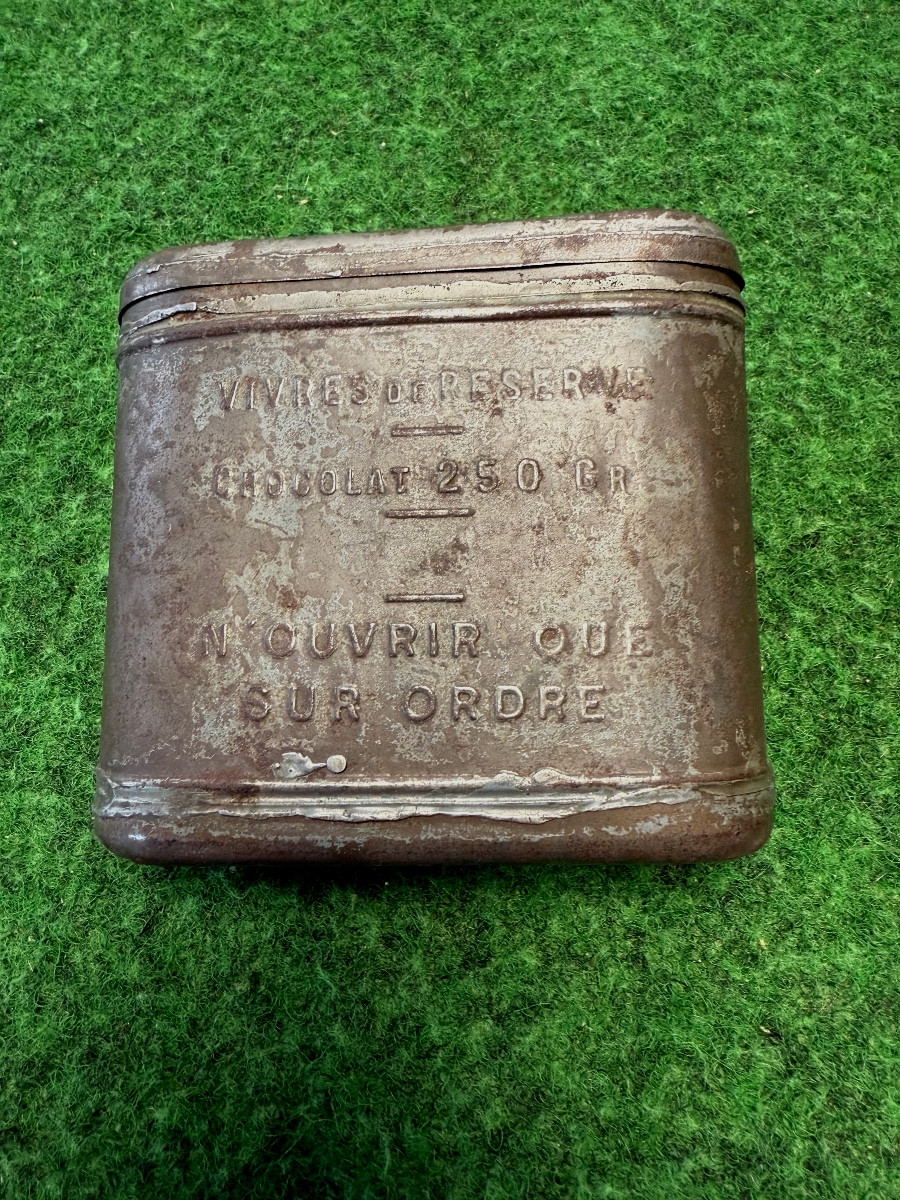 VIVRES DE RESERVE
CHOCOLAT 250 GR
N'OUVRIR QUE
SUR ORDRE